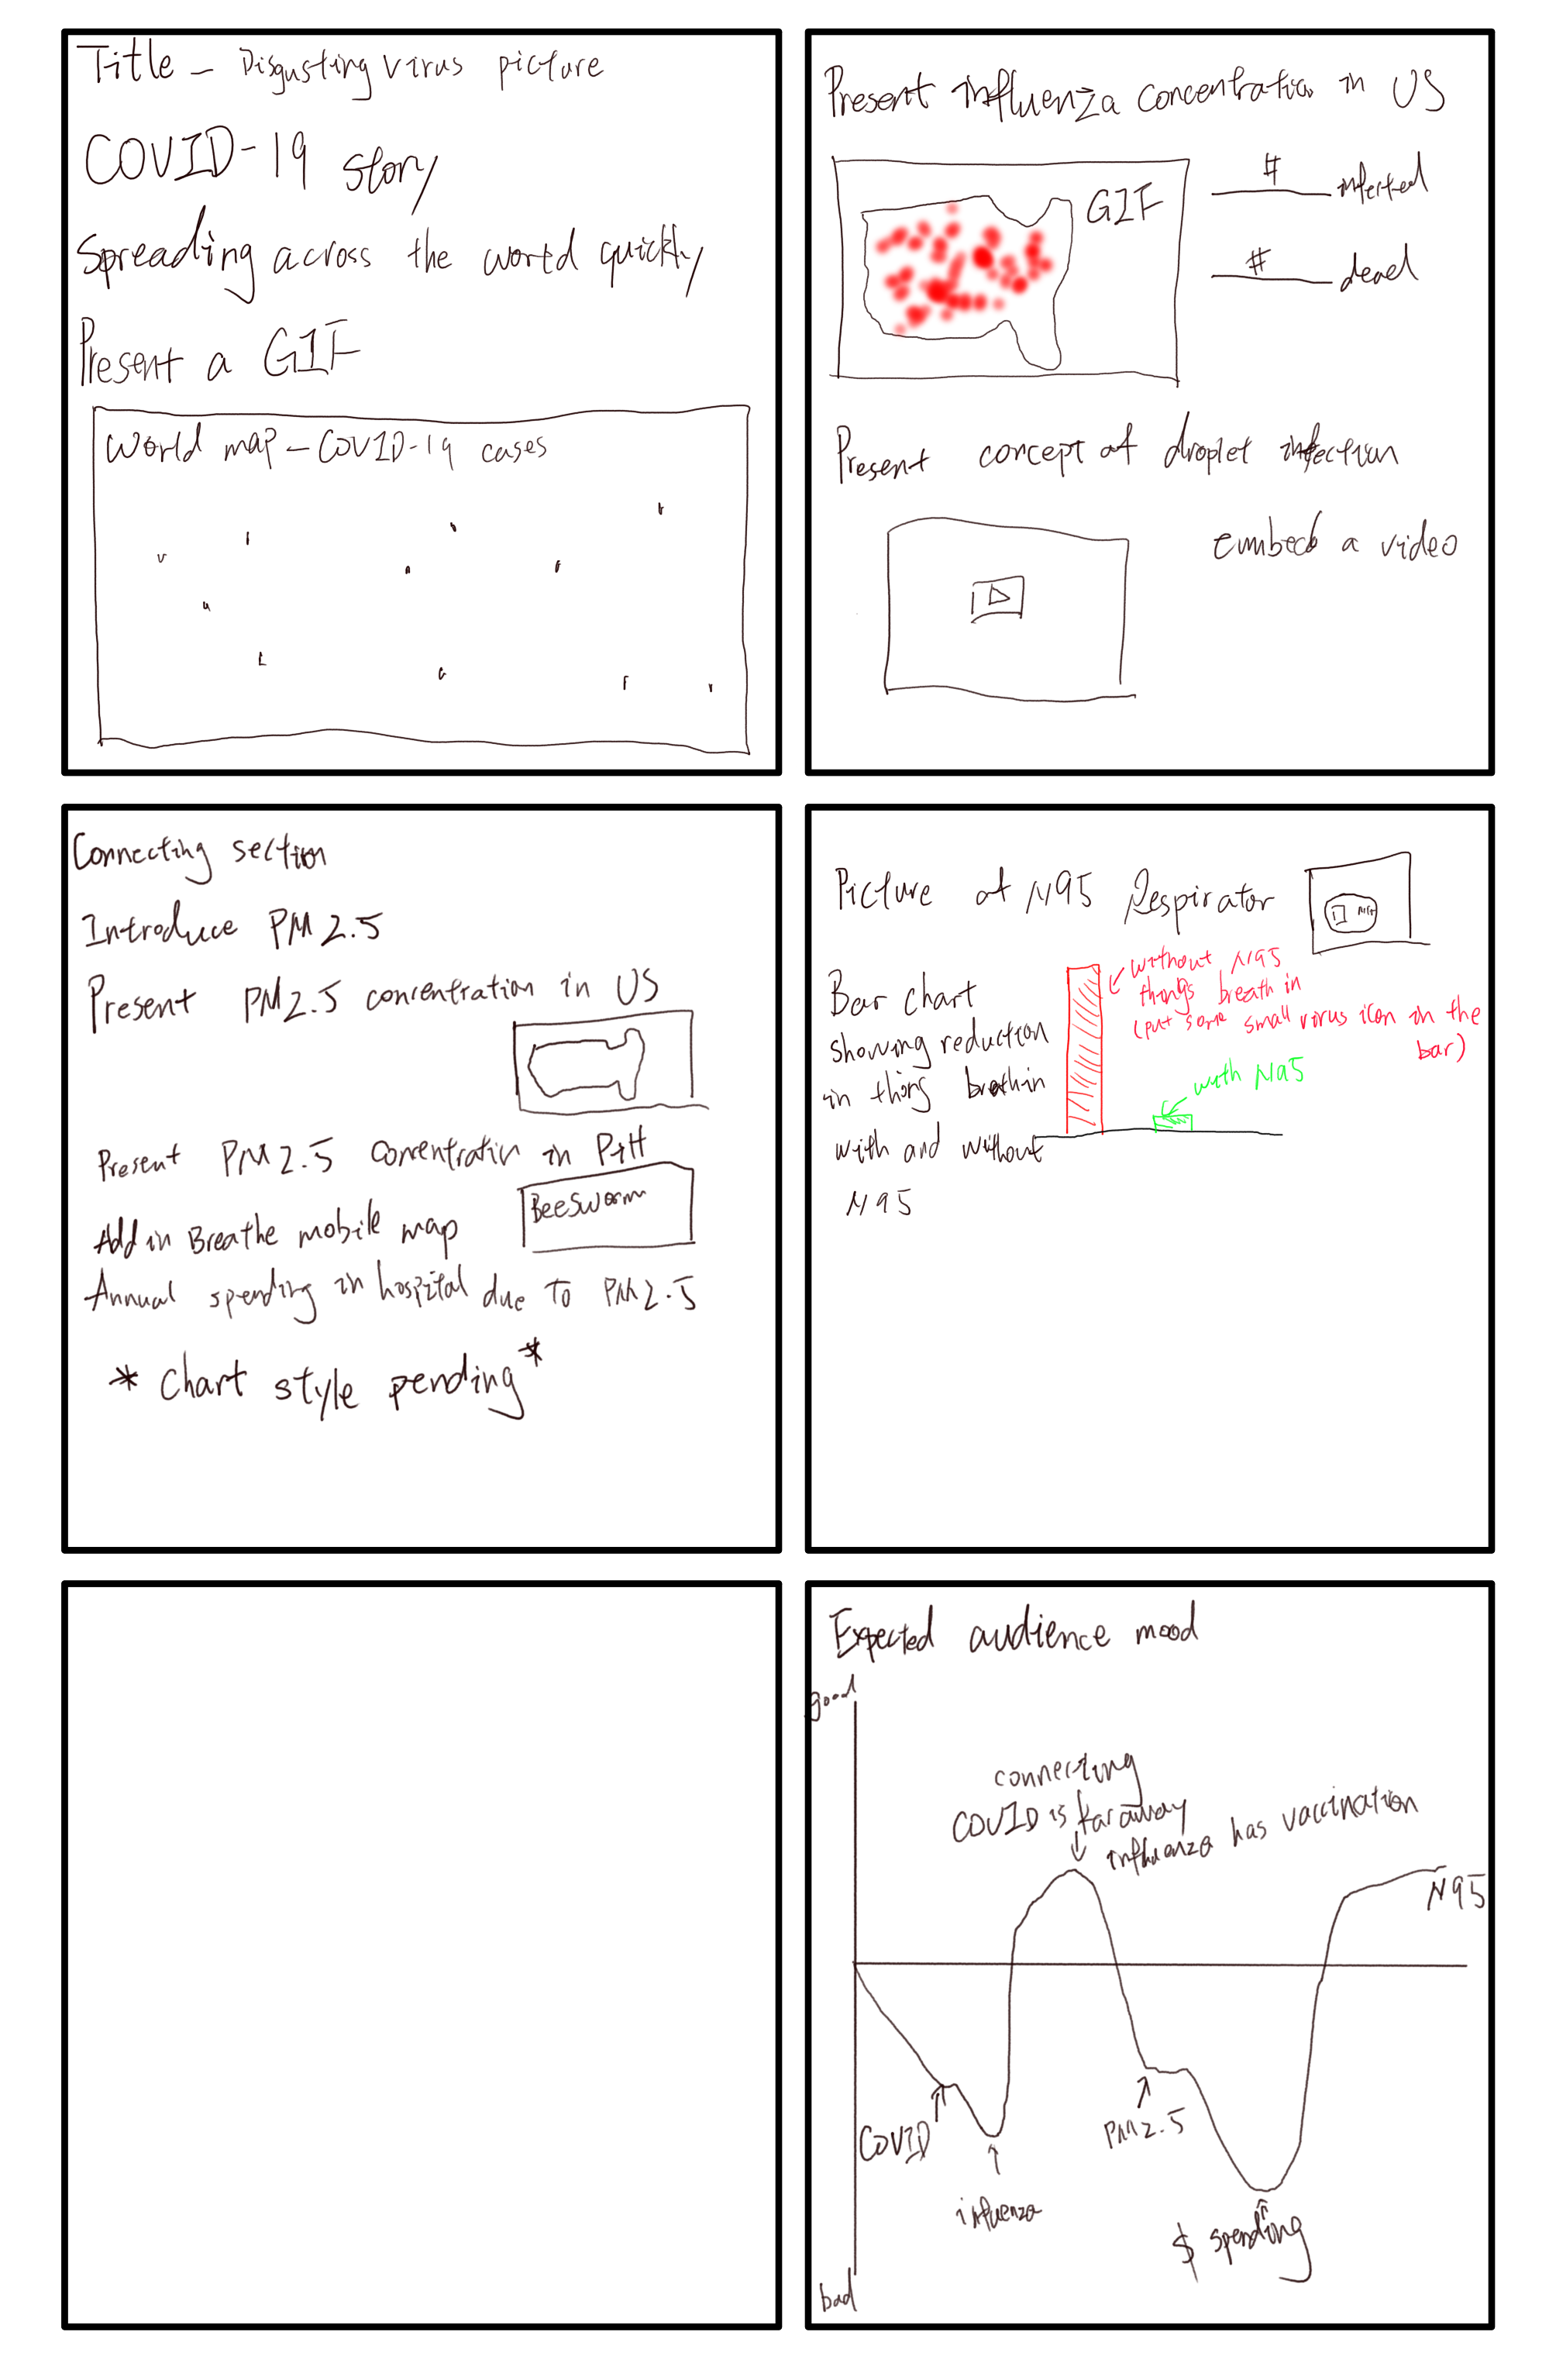 Title – Disgusting virus picture
COVID-19 story
Spreading across the world quickly
Present a GIF
World map – COVID-19 cases
Present influenza concentration in US
GIF
# infected
# dead
Present concept of droplet infection
embed a video
Connecting section
Introduce PM 2.5
Present PM2.5 concentration in US
Present PM2.5 concentration in Pitt
BeeSworm
Add in Breathe mobile map
Annual spending in hospital due to PM2.5
* Chart style pending *
Picture of N95 Respirator
Bar chart
showing reduction
in things breath in
with and without
N95
without N95
things breath in
(put some small virus icon in the
bar)
with N95
Expected audience mood
good
connecting
COVID is far away
influenza has vaccination
N95
COVID
influenza
PM2.5
$ spending
bad